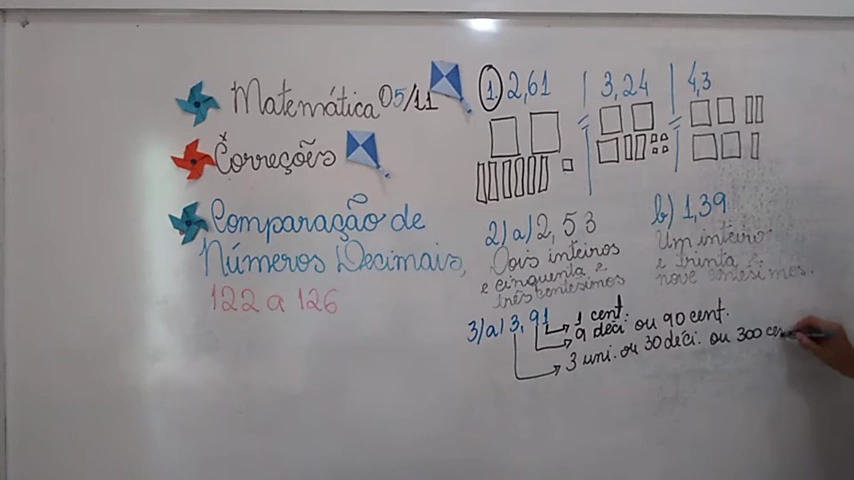 Matemática 05/11
Correções
Comparação de
Números Decimais,
122 a 126
1. 2,61
3,24
4,3
2) a) 2,53
Dois inteiros
e cinquenta e
três centésimos
b) 1,39
Um inteiro
e trinta e
nove centésimos.
3) a) 3,91
1 cent.
9 déci ou 90 cent.
3 uni. ou 30 déci. ou 300 cen